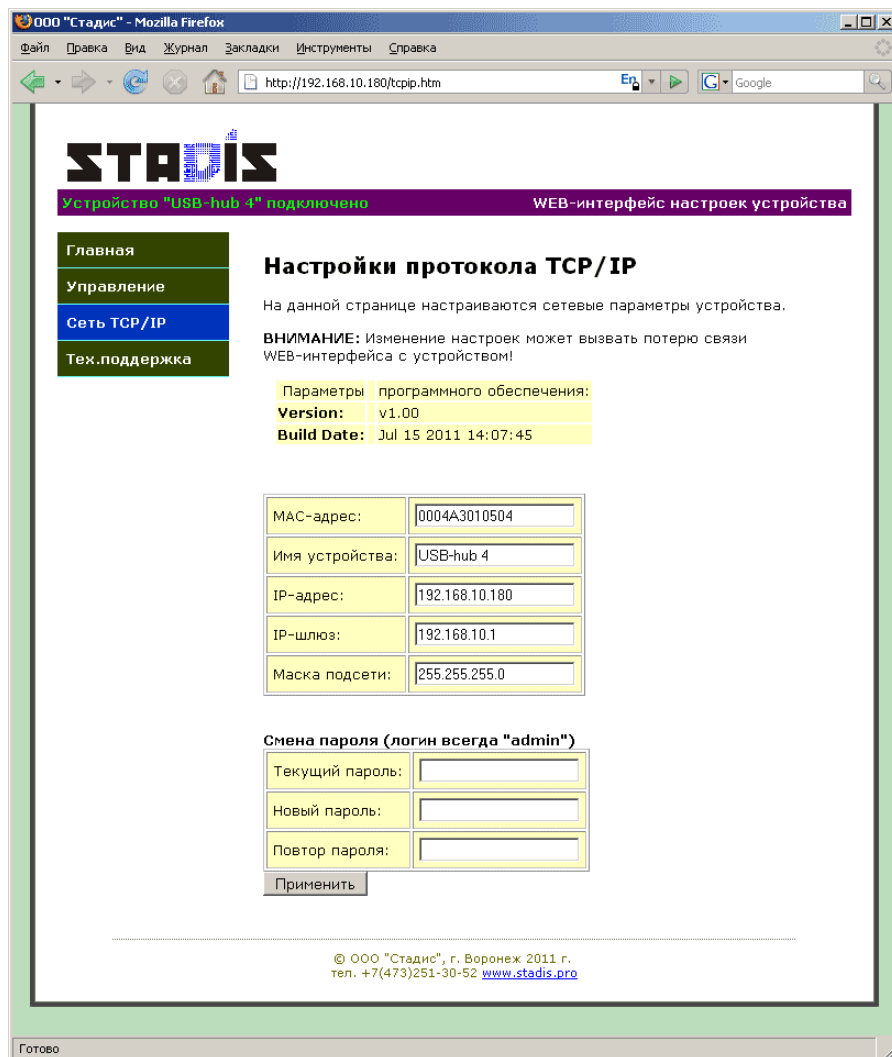 ООО "Стадис" - Mozilla Firefox
Файл Правка Вид Журнал Закладки Инструменты Справка
http://192.168.10.180/tcpip.htm En G Google
STADIS
Устройство "USB-hub 4" подключено WEB-интерфейс настроек устройства
Главная
Управление
Сеть TCP/IP
Тех.поддержка
Настройки протокола TCP/IP
На данной странице настраиваются сетевые параметры устройства.
ВНИМАНИЕ: Изменение настроек может вызвать потерю связи
WEB-интерфейса с устройством!
Параметры программного обеспечения:
Version: v1.00
Build Date: Jul 15 2011 14:07:45
MAC-адрес: 0004A3010504
Имя устройства: USB-hub 4
IP-адрес: 192.168.10.180
IP-шлюз: 192.168.10.1
Маска подсети: 255.255.255.0
Смена пароля (логин всегда "admin")
Текущий пароль:
Новый пароль:
Повтор пароля:
Применить
© ООО "Стадис", г. Воронеж 2011 г.
тел. +7(473)251-30-52 www.stadis.pro
Готово